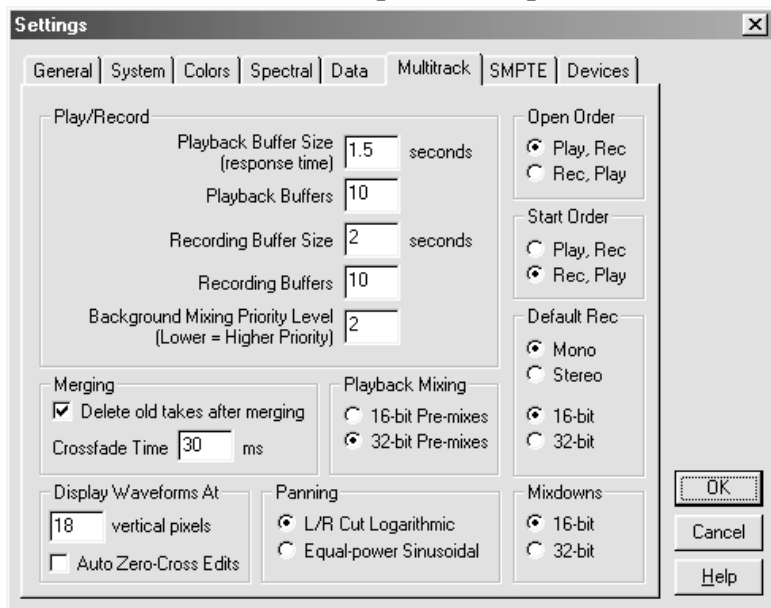 Settings
General
System
Colors
Spectral
Data
Multitrack
SMPTE
Devices
Play/Record
Playback Buffer Size
(response time)
1.5
seconds
Playback Buffers
10
Recording Buffer Size
2
seconds
Recording Buffers
10
Background Mixing Priority Level
(Lower = Higher Priority)
2
Open Order
Play, Rec
Rec, Play
Start Order
Play, Rec
Rec, Play
Default Rec
Mono
Stereo
16-bit
32-bit
Merging
Delete old takes after merging
Crossfade Time
30
ms
Playback Mixing
16-bit Pre-mixes
32-bit Pre-mixes
Display Waveforms At
18
vertical pixels
Auto Zero-Cross Edits
Panning
L/R Cut Logarithmic
Equal-power Sinusoidal
Mixdowns
16-bit
32-bit
OK
Cancel
Help